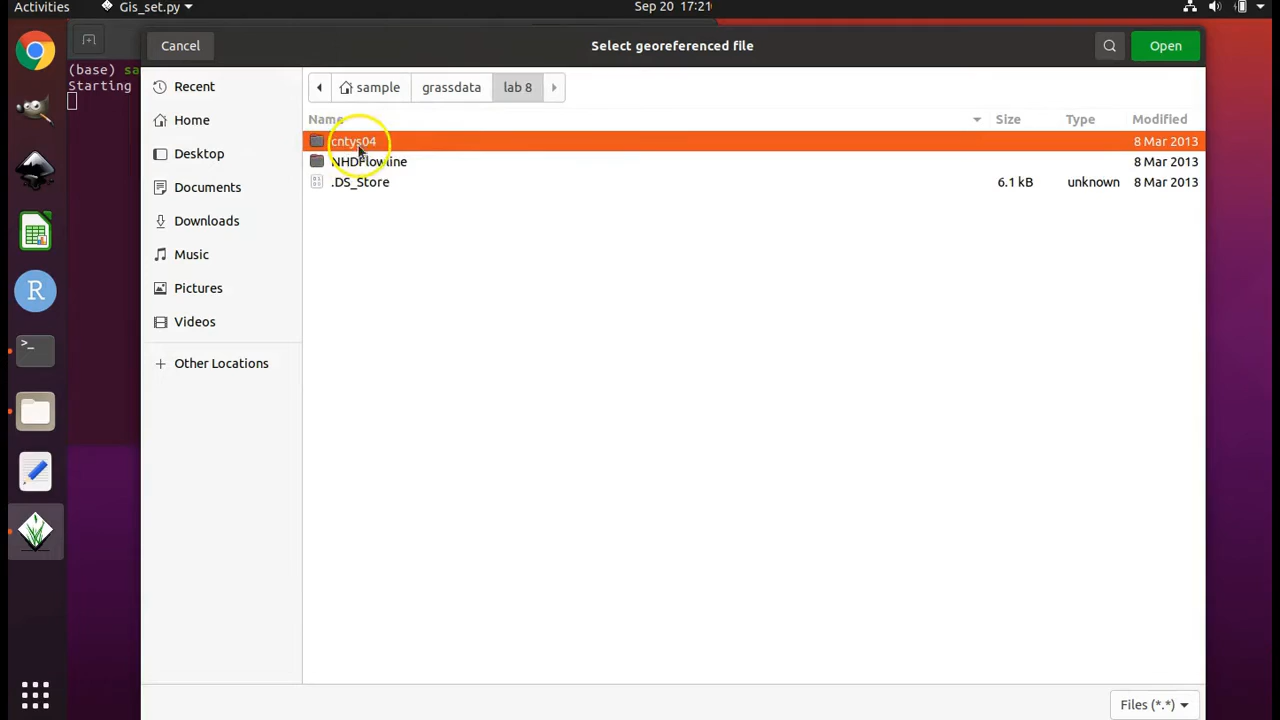 Activities Gis_set.py Sep 20 17:21
Cancel Select georeferenced file Open
(base) sa
Starting
Recent
Home
Desktop
Documents
Downloads
Music
Pictures
Videos
Other Locations
sample grassdata lab 8
Name Size Type Modified
cntys04 8 Mar 2013
NHDFlowline 8 Mar 2013
.DS_Store 6.1 kB unknown 8 Mar 2013
R
>_
Files (*.*)